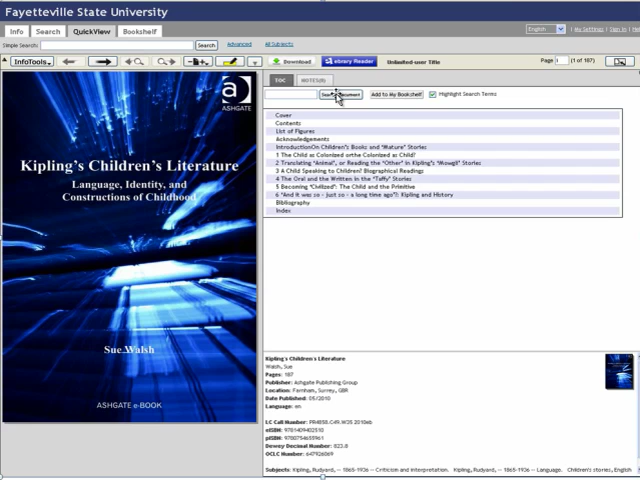 Fayetteville State University
Info Search QuickView Bookshelf
English My Settings | Sign In |
Simple Search: Search Advanced All Subjects
InfoTools Download ebrary Reader Unlimited-user Title Page (1 of 187)
TOC NOTES(0)
Search Document Add to My Bookshelf Highlight Search Terms
Cover
Contents
List of Figures
Acknowledgements
IntroductionOn Children's Books and "Mature" Stories
1 The Child as Colonized orthe Colonized as Child?
2 Translating "Animal", or Reading the "Other" in Kipling's "Mowgli" Stories
3 A Child Speaking to Children? Biographical Readings
4 The Oral and the Written in the "Taffy" Stories
5 Becoming "Civilized": The Child and the Primitive
6 "And it was so - just so - a long time ago"?: Kipling and History
Bibliography
Index
ASHGATE
Kipling's Children's Literature
Language, Identity, and
Constructions of Childhood
Sue Walsh
ASHGATE e-BOOK
Kipling's Children's Literature
Walsh, Sue
Pages: 187
Publisher: Ashgate Publishing Group
Location: Farnham, Surrey, GBR
Date Published: 05/2010
Language: en
LC Call Number: PR4858.C49.W35 2010eb
eISBN: 9781409402510
pISBN: 9780754655961
Dewey Decimal Number: 823.8
OCLC Number: 647926069
Subjects: Kipling, Rudyard, -- 1865-1936 -- Criticism and interpretation. Kipling, Rudyard, -- 1865-1936 -- Language. Children's stories, English